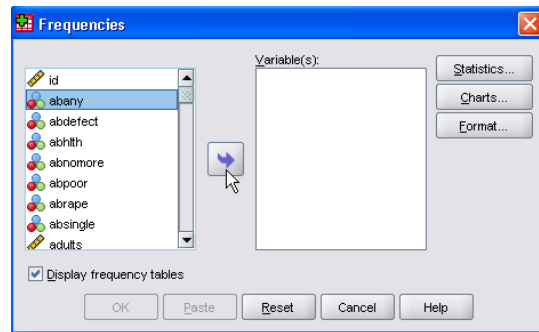 Frequencies
Variable(s):
id
abany
abdefect
abhlth
abnomore
abpoor
abrape
absingle
adults
Statistics...
Charts...
Format...
Display frequency tables
OK
Paste
Reset
Cancel
Help